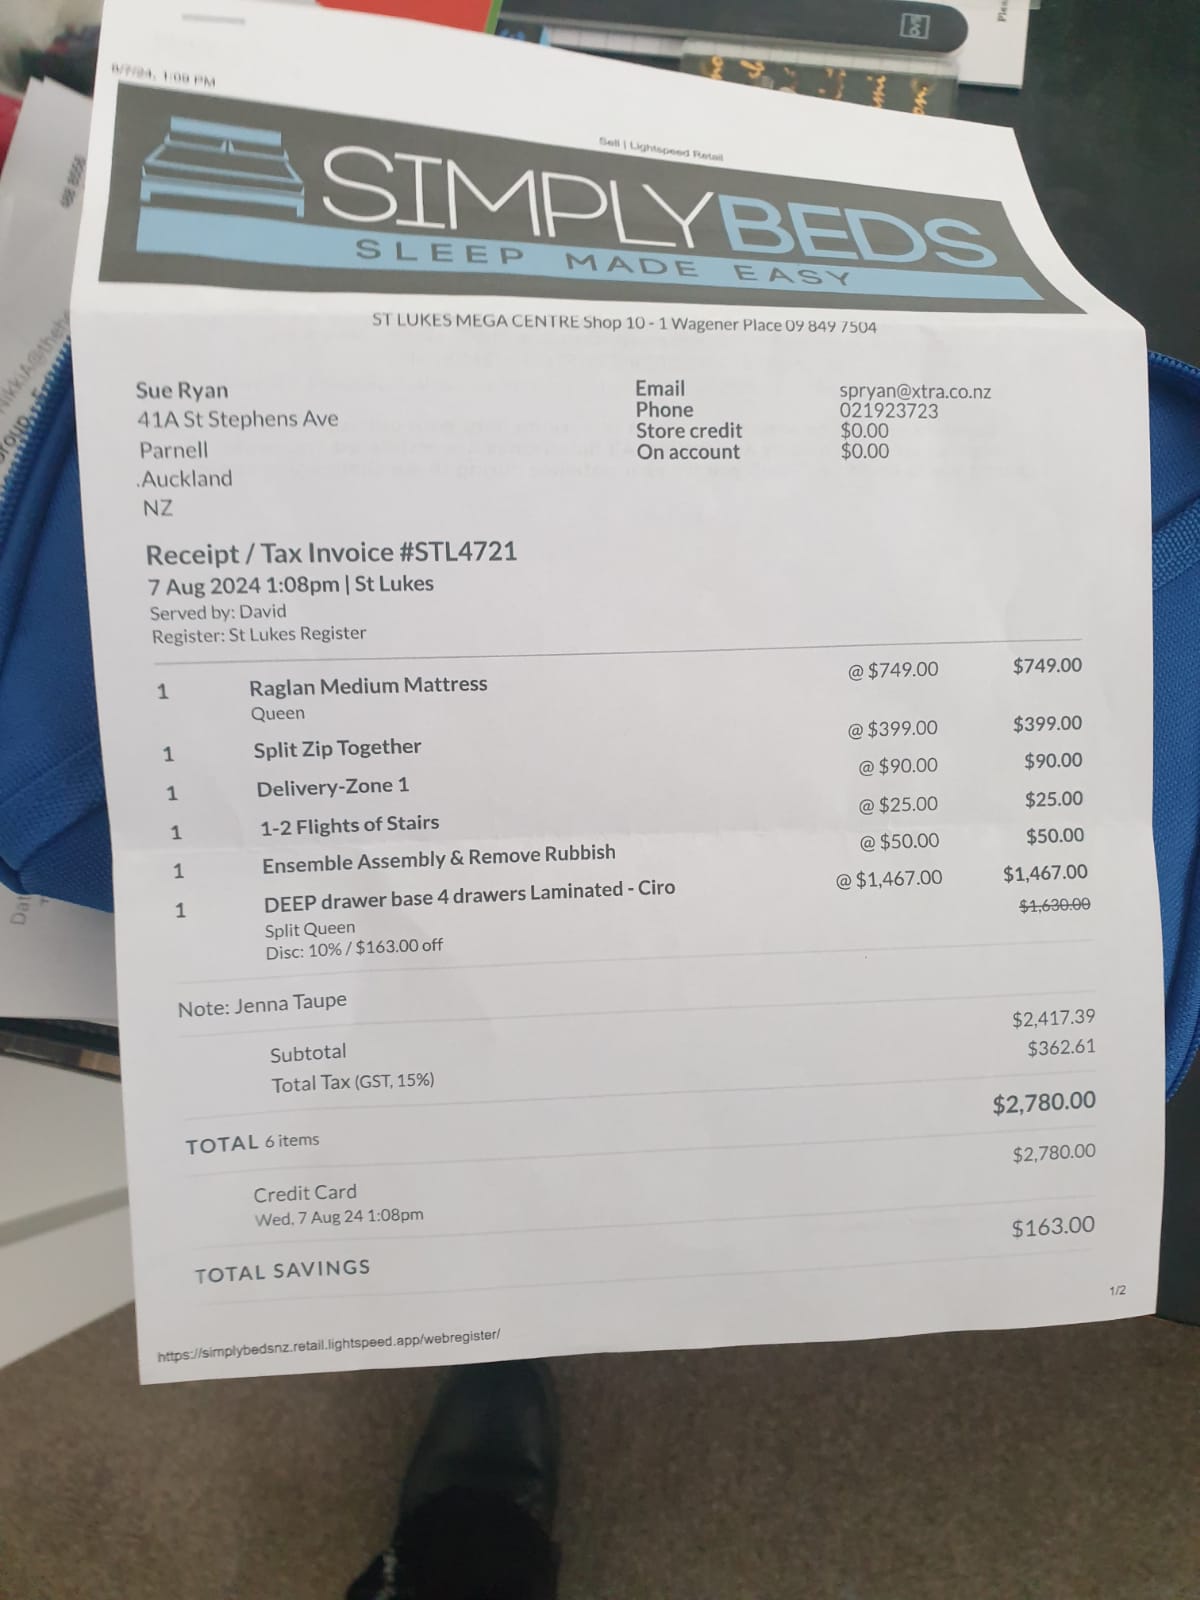 8/7/24, 1:08 PM
Sell | Lightspeed Retail
SIMPLYBEDS
SLEEP MADE EASY
ST LUKES MEGA CENTRE Shop 10 - 1 Wagener Place 09 849 7504
Sue Ryan
41A St Stephens Ave
Parnell
.Auckland
NZ
Email spryan@xtra.co.nz
Phone 021923723
Store credit $0.00
On account $0.00
Receipt / Tax Invoice #STL4721
7 Aug 2024 1:08pm | St Lukes
Served by: David
Register: St Lukes Register
1 Raglan Medium Mattress @ $749.00 $749.00
Queen
1 Split Zip Together @ $399.00 $399.00
1 Delivery-Zone 1 @ $90.00 $90.00
1 1-2 Flights of Stairs @ $25.00 $25.00
1 Ensemble Assembly & Remove Rubbish @ $50.00 $50.00
1 DEEP drawer base 4 drawers Laminated - Ciro @ $1,467.00 $1,467.00
Split Queen $1,630.00
Disc: 10% / $163.00 off
Note: Jenna Taupe
Subtotal $2,417.39
Total Tax (GST, 15%) $362.61
TOTAL 6 items $2,780.00
Credit Card $2,780.00
Wed, 7 Aug 24 1:08pm
TOTAL SAVINGS $163.00
1/2
https://simplybedsnz.retail.lightspeed.app/webregister/